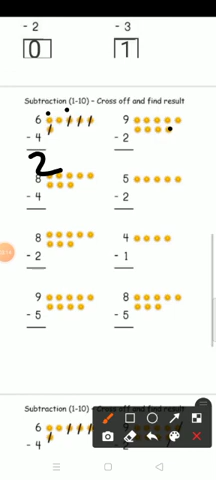 - 2 - 3
0 1
Subtraction (1-10) – Cross off and find result
6 9
- 4 - 2
2
8 5
- 4 - 2
8 4
- 2 - 1
9 8
- 5 - 5
Subtraction (1-10) – Cross off and find result
6 9
- 4 - 2